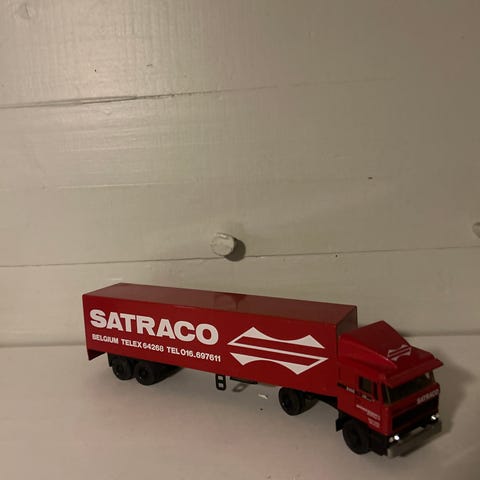 SATRACO
BELGIUM TELEX 64268 TEL 016.697611
SATRACO